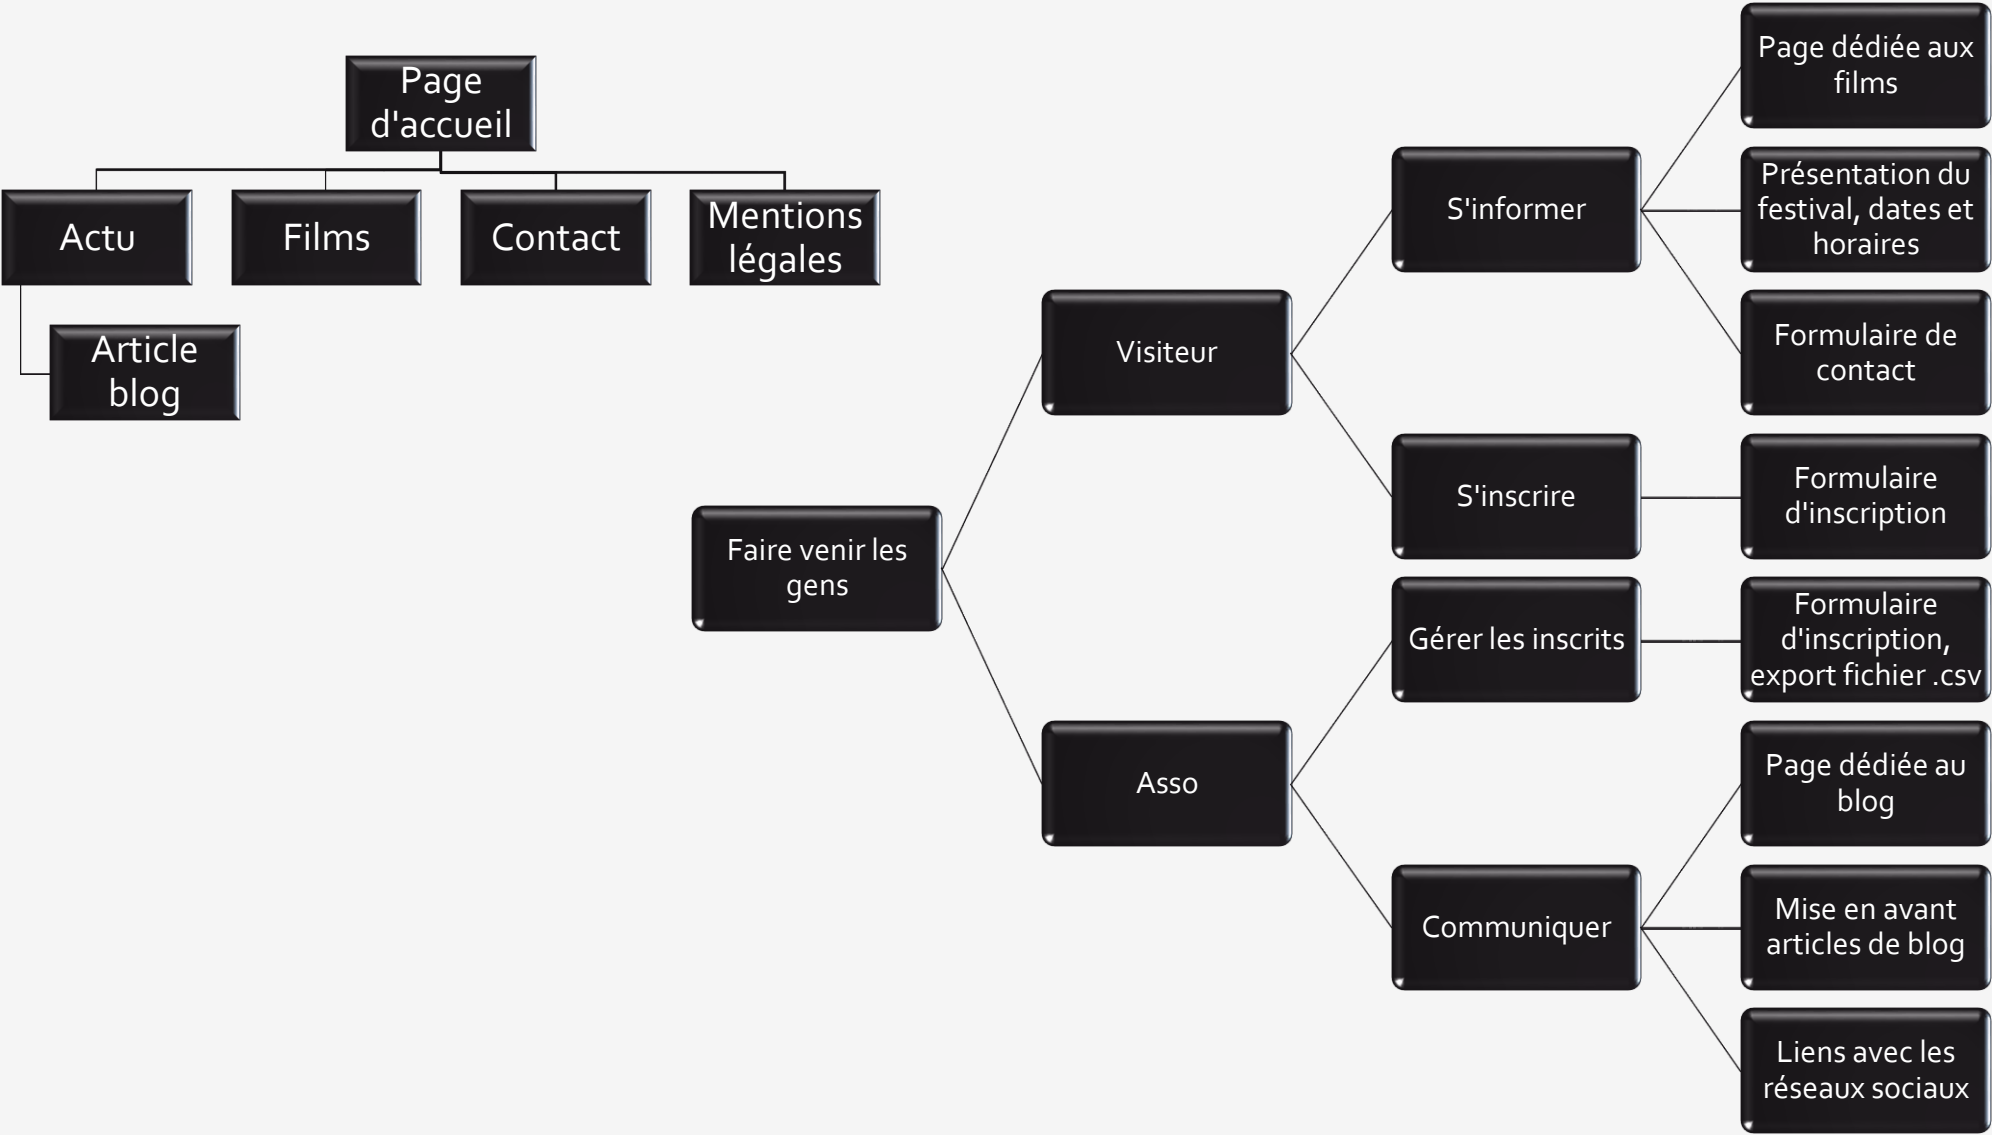 Page
d'accueil
Actu
Films
Contact
Mentions
légales
Article
blog
Faire venir les
gens
Visiteur
S'informer
Page dédiée aux
films
Présentation du
festival, dates et
horaires
Formulaire de
contact
S'inscrire
Formulaire
d'inscription
Asso
Gérer les inscrits
Formulaire
d'inscription,
export fichier .csv
Communiquer
Page dédiée au
blog
Mise en avant
articles de blog
Liens avec les
réseaux sociaux